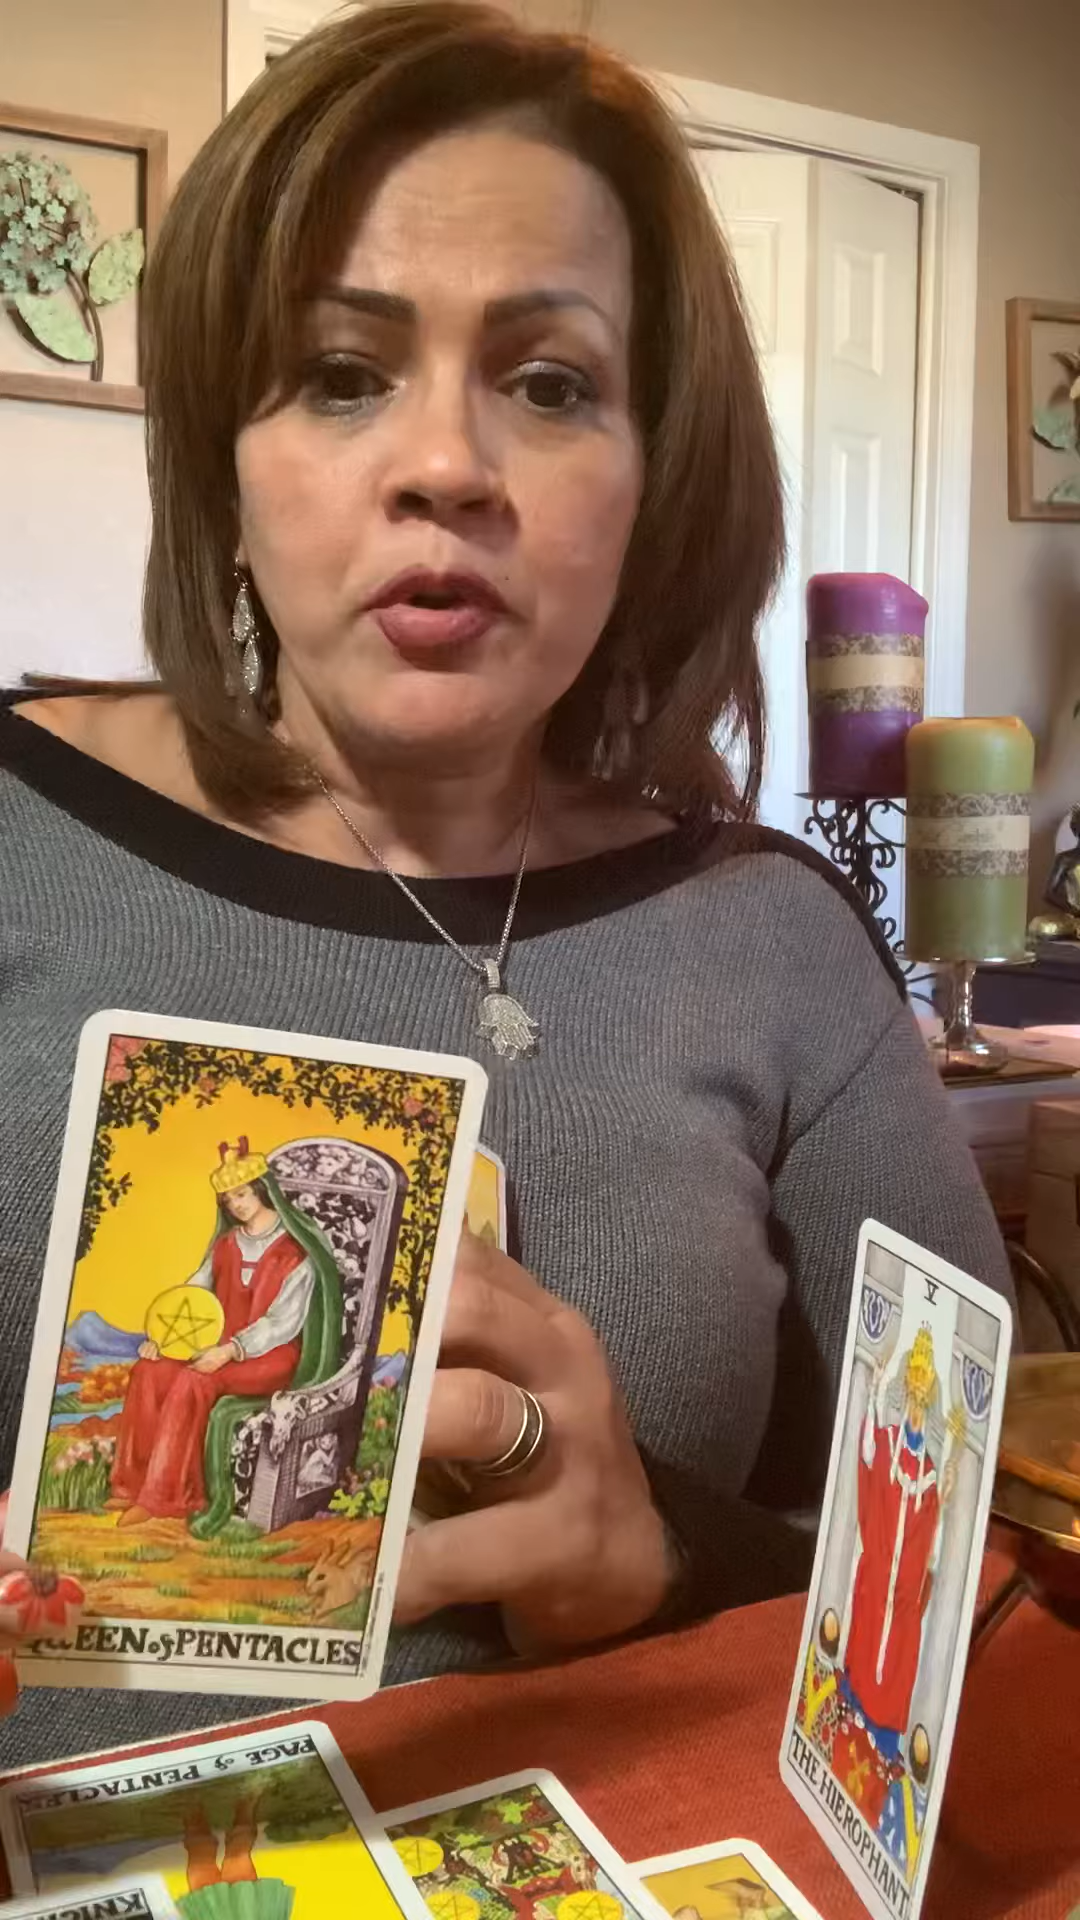 V
QUEEN of PENTACLES
THE HIEROPHANT
PAGE of PENTACLES